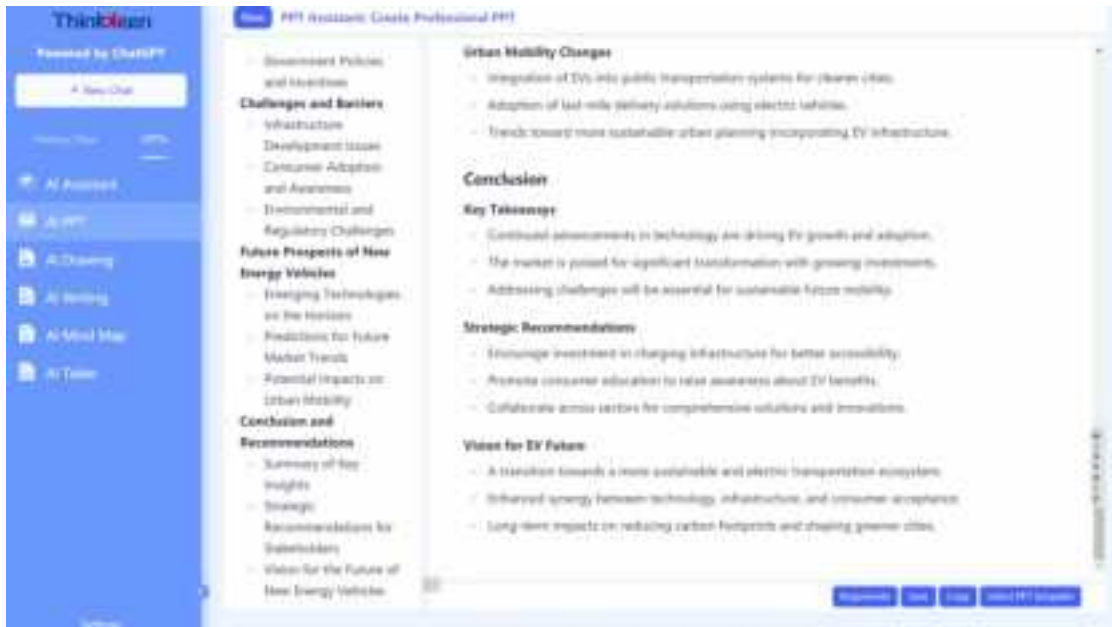 Powered by ChatGPT
+ New Chat
AI Assistant
AI PPT
AI Drawing
AI Writing
AI Mind Map
PPT Assistant: Create Professional PPT
Government Policies
and Incentives
Challenges and Barriers
Infrastructure
Development Issues
Consumer Adoption
and Awareness
Environmental and
Regulatory Challenges
Future Prospects of New
Energy Vehicles
Emerging Technologies
on the Horizon
Predictions for Future
Market Trends
Potential Impacts on
Urban Mobility
Conclusion and
Recommendations
Summary of Key
Insights
Strategic
Recommendations for
Stakeholders
Vision for the Future of
New Energy Vehicles
Urban Mobility Changes
Integration of EVs into public transportation systems for cleaner cities.
Adoption of last-mile delivery solutions using electric vehicles.
Trends toward more sustainable urban planning incorporating EV infrastructure.
Conclusion
Key Takeaways
Continued advancements in technology are driving EV growth and adoption.
The market is poised for significant transformation with growing investments.
Addressing challenges will be essential for sustainable future mobility.
Strategic Recommendations
Encourage investment in charging infrastructure for better accessibility.
Promote consumer education to raise awareness about EV benefits.
Collaborate across sectors for comprehensive solutions and innovations.
Vision for EV Future
A transition towards a more sustainable and electric transportation ecosystem.
Enhanced synergy between technology, infrastructure, and consumer acceptance.
Long-term impacts on reducing carbon footprints and shaping greener cities.
Save
Copy